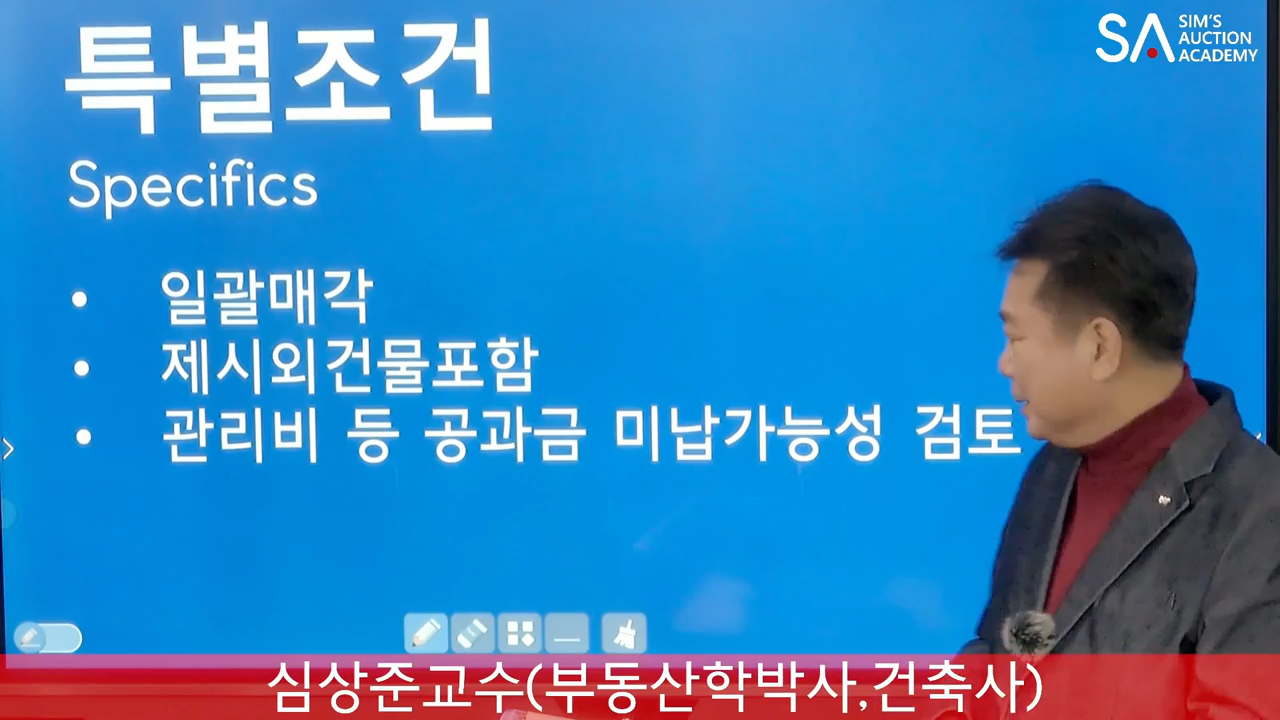 특별조건
SIM'S
AUCTION
ACADEMY
SA
Specifics
• 일괄매각
• 제시외건물포함
• 관리비 등 공과금 미납가능성 검토
심상준교수(부동산학박사,건축사)